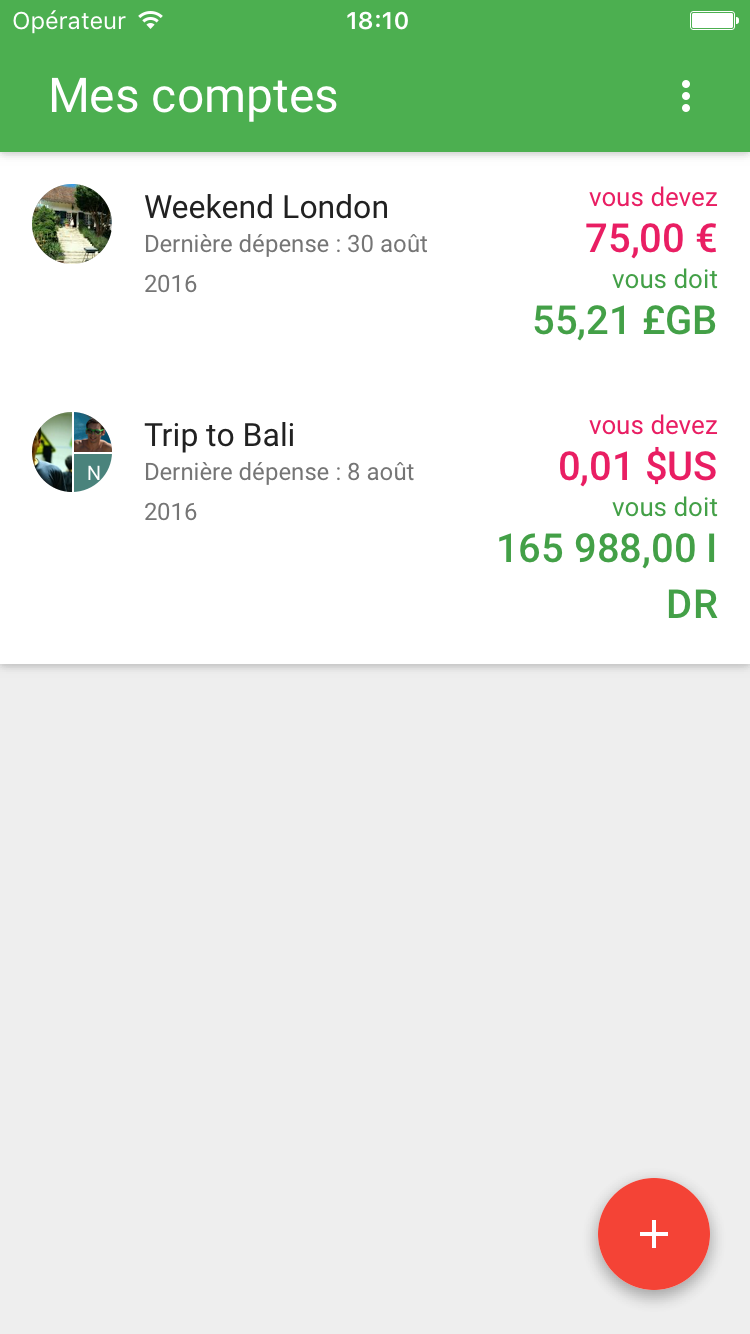 Opérateur 18:10
Mes comptes
Weekend London
Dernière dépense : 30 août
2016
vous devez
75,00 €
vous doit
55,21 £GB
Trip to Bali
Dernière dépense : 8 août
2016
N
vous devez
0,01 $US
vous doit
165 988,00 I
DR